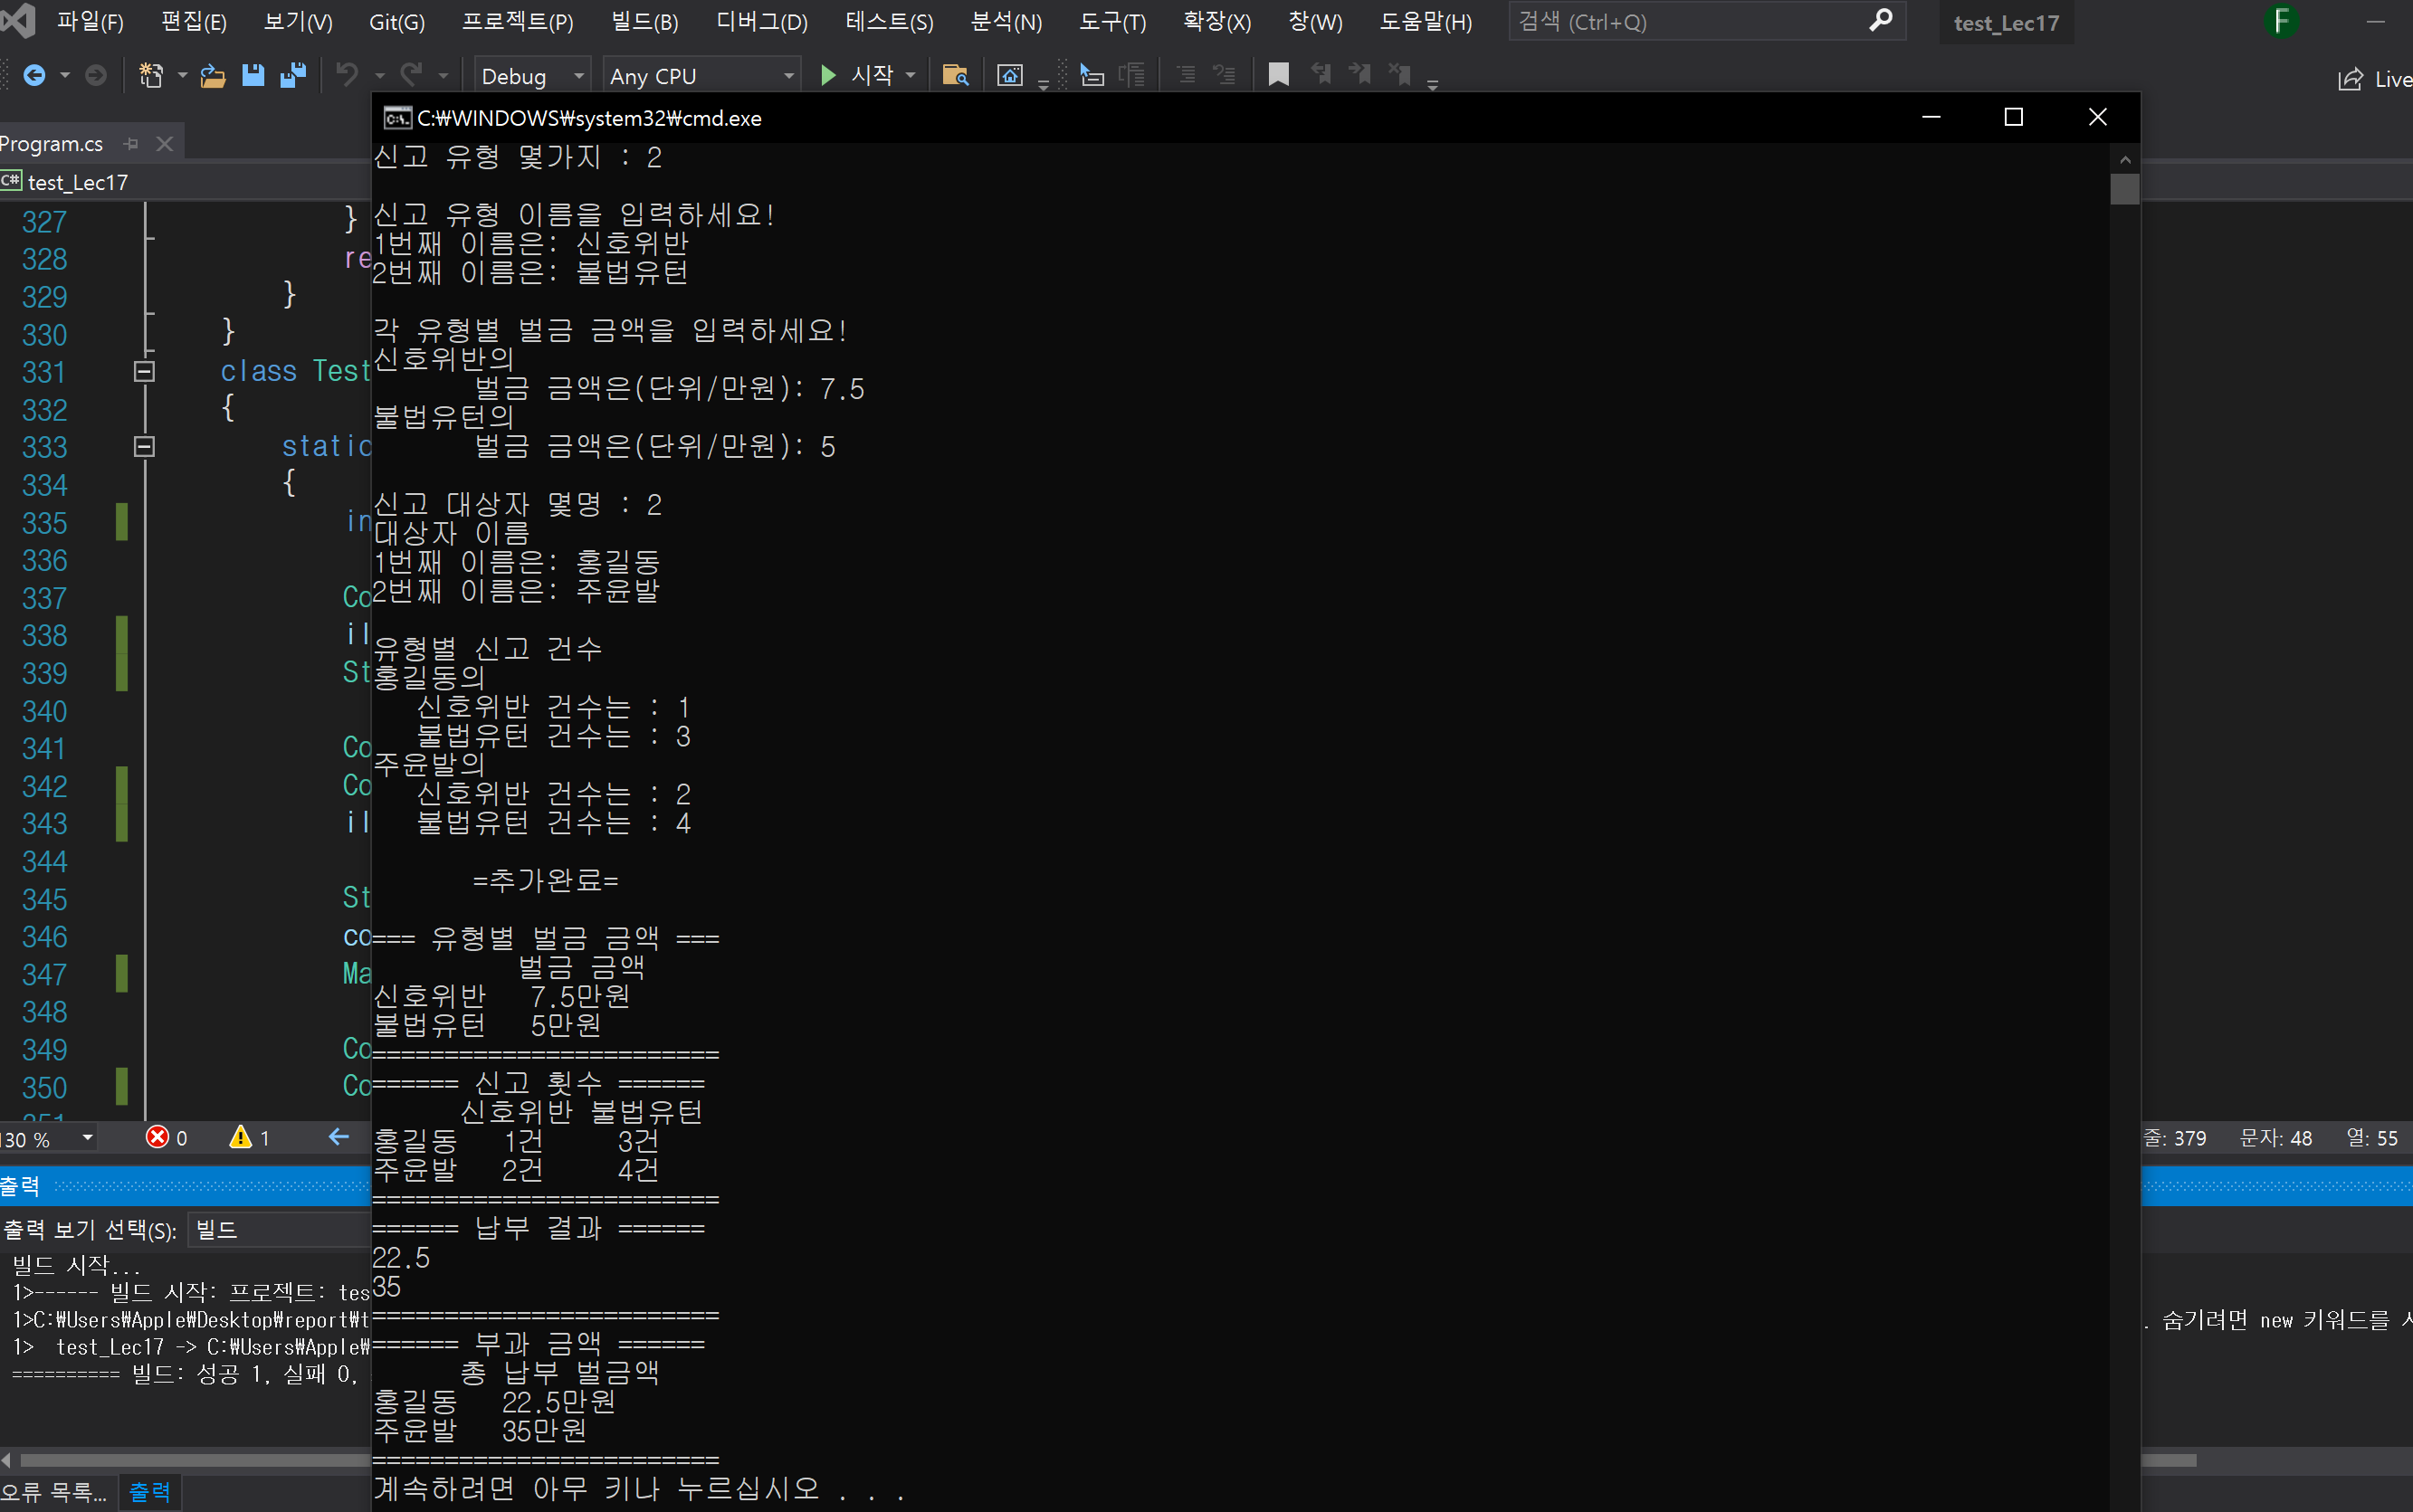 파일(F) 편집(E) 보기(V) Git(G) 프로젝트(P) 빌드(B) 디버그(D) 테스트(S) 분석(N) 도구(T) 확장(X) 창(W) 도움말(H) 검색 (Ctrl+Q) test_Lec17 F
Debug Any CPU 시작 Live
Program.cs
test_Lec17
C:₩WINDOWS₩system32₩cmd.exe
신고 유형 몇가지 : 2
신고 유형 이름을 입력하세요!
1번째 이름은: 신호위반
2번째 이름은: 불법유턴
각 유형별 벌금 금액을 입력하세요!
신호위반의
벌금 금액은(단위/만원): 7.5
불법유턴의
벌금 금액은(단위/만원): 5
신고 대상자 몇명 : 2
대상자 이름
1번째 이름은: 홍길동
2번째 이름은: 주윤발
유형별 신고 건수
홍길동의
신호위반 건수는 : 1
불법유턴 건수는 : 3
주윤발의
신호위반 건수는 : 2
불법유턴 건수는 : 4
=추가완료=
=== 유형별 벌금 금액 ===
벌금 금액
신호위반 7.5만원
불법유턴 5만원
========================
====== 신고 횟수 ======
신호위반 불법유턴
홍길동 1건 3건
주윤발 2건 4건
========================
====== 납부 결과 ======
22.5
35
========================
====== 부과 금액 ======
총 납부 벌금액
홍길동 22.5만원
주윤발 35만원
========================
계속하려면 아무 키나 누르십시오 . . .
327 }
328 re
329 }
330 }
331 class Test
332 {
333 static
334 {
335 in
336
337 Co
338 il
339 St
340
341 Co
342 Co
343 il
344
345 St
346 co
347 Ma
348
349 Co
350 Co
351
130 % 0 1 줄: 379 문자: 48 열: 55
출력
출력 보기 선택(S): 빌드
빌드 시작...
1>------ 빌드 시작: 프로젝트: tes
1>C:₩Users₩Apple₩Desktop₩report₩t . 숨기려면 new 키워드를 사
1> test_Lec17 -> C:₩Users₩Apple₩
========== 빌드: 성공 1, 실패 0,
오류 목록... 출력